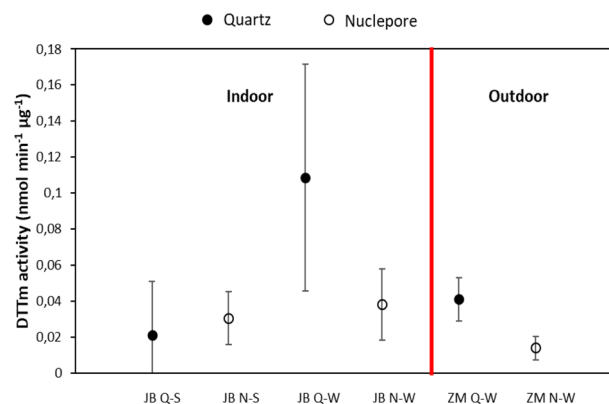 Quartz Nuclepore
DTTm activity (nmol min⁻¹ µg⁻¹)
0,18
0,16
0,14
0,12
0,1
0,08
0,06
0,04
0,02
0
Indoor Outdoor
JB Q-S JB N-S JB Q-W JB N-W ZM Q-W ZM N-W